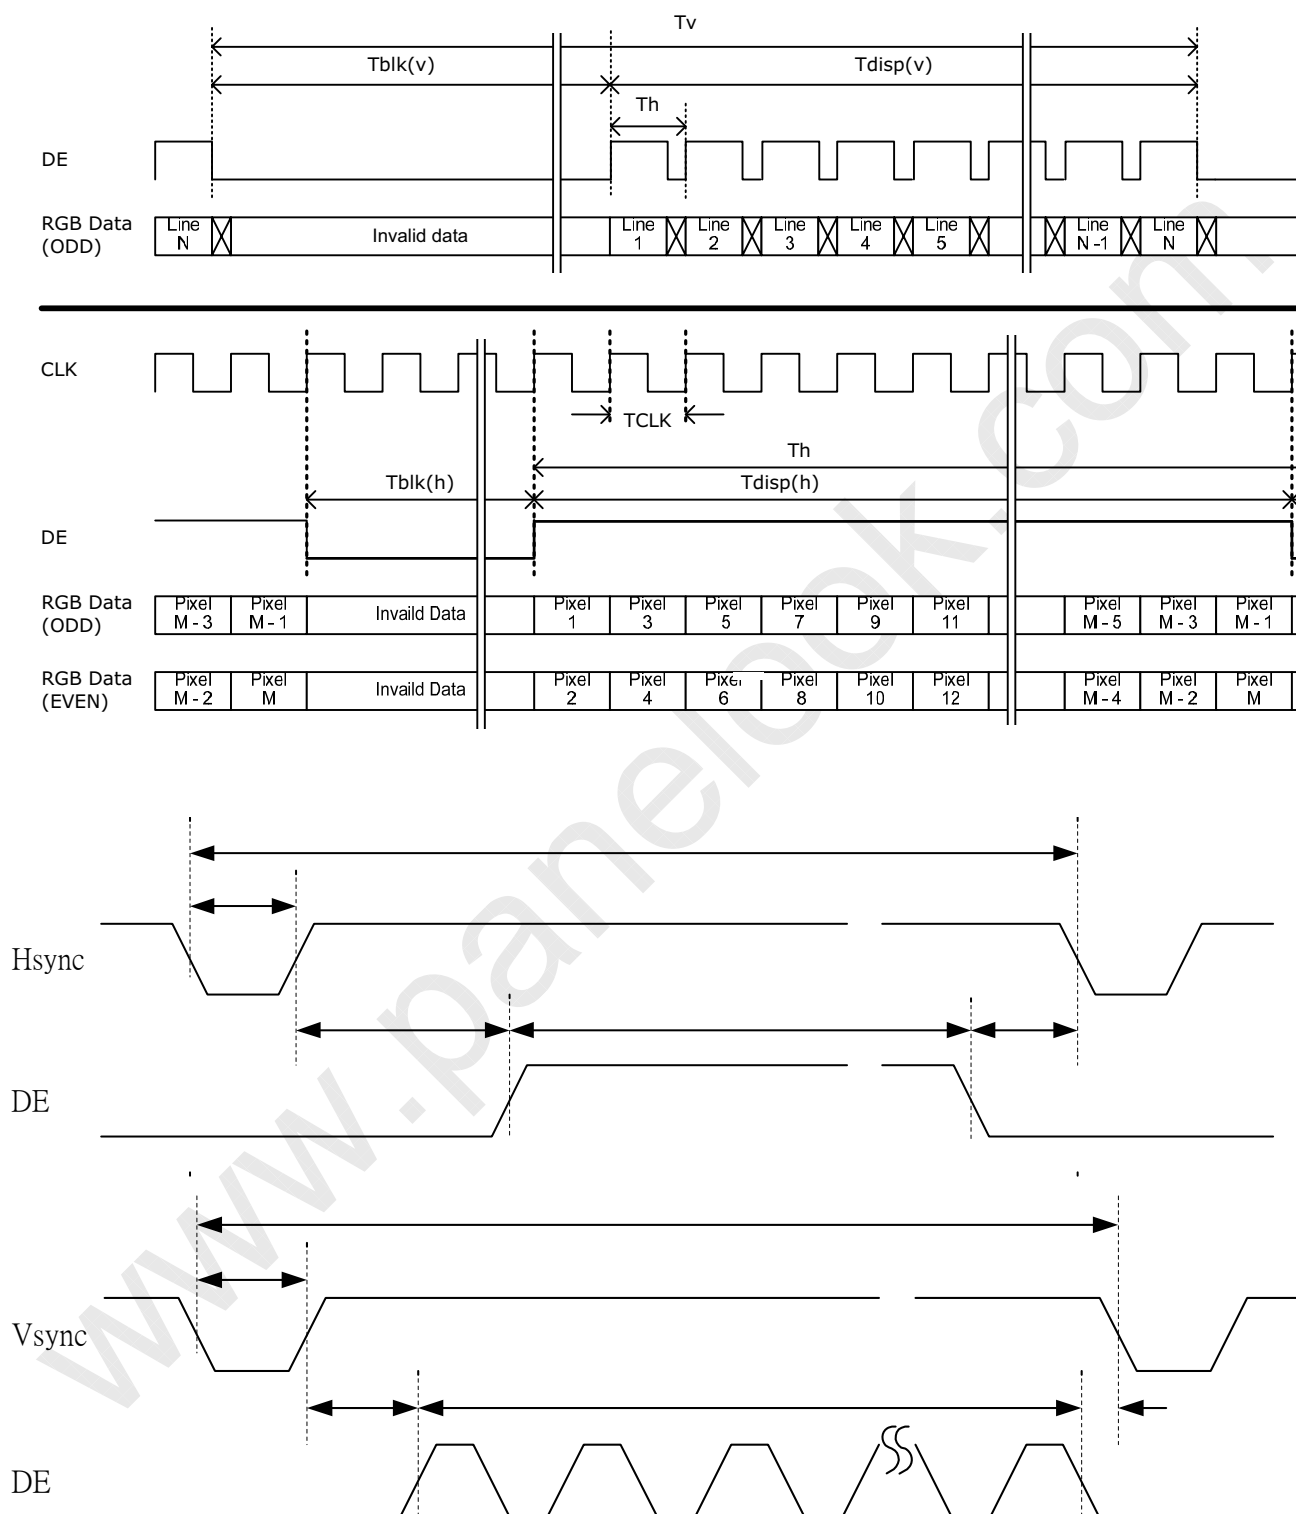 Tv
Tblk(v) Tdisp(v)
Th
DE
RGB Data
(ODD)
Line
N
Invalid data
Line
1
Line
2
Line
3
Line
4
Line
5
Line
N -1
Line
N
CLK
TCLK
Th
Tblk(h) Tdisp(h)
DE
RGB Data
(ODD)
Pixel
M - 3
Pixel
M - 1
Invaild Data
Pixel
1
Pixel
3
Pixel
5
Pixel
7
Pixel
9
Pixel
11
Pixel
M - 5
Pixel
M - 3
Pixel
M - 1
RGB Data
(EVEN)
Pixel
M - 2
Pixel
M
Invaild Data
Pixel
2
Pixel
4
Pixel
6
Pixel
8
Pixel
10
Pixel
12
Pixel
M - 4
Pixel
M - 2
Pixel
M
Hsync
DE
Vsync
DE
www.panelook.com